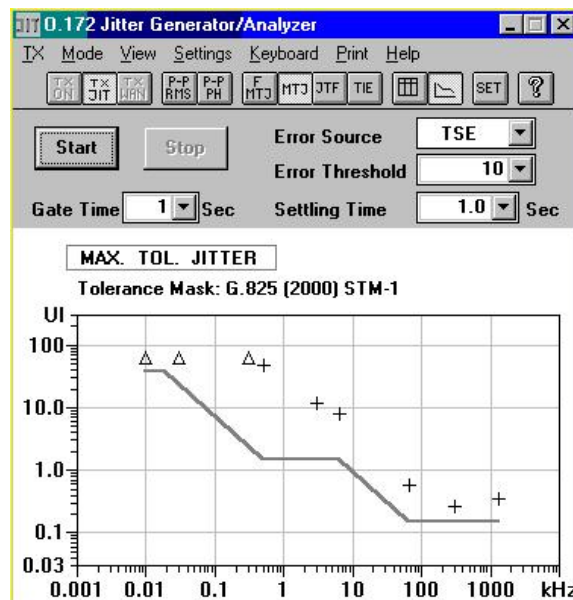 JIT O.172 Jitter Generator/Analyzer
TX Mode View Settings Keyboard Print Help
TX ON TX JIT TX WAN P-P RMS P-P PH F MTJ MTJ JTF TIE SET ?
Start Stop Error Source TSE
Error Threshold 10
Gate Time 1 Sec Settling Time 1.0 Sec
MAX. TOL. JITTER
Tolerance Mask: G.825 (2000) STM-1
UI
100
10.0
1.0
0.1
0.03
0.001 0.01 0.1 1 10 100 1000 kHz